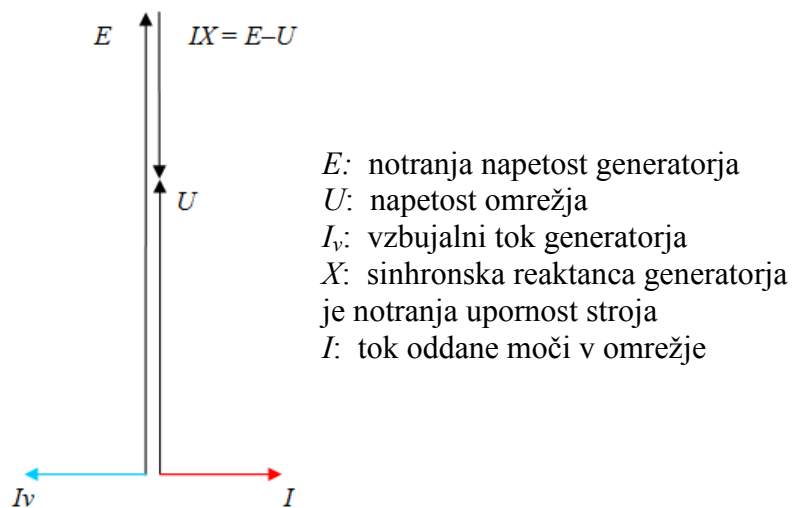 E
IX = E–U
U
E: notranja napetost generatorja
U: napetost omrežja
Iv: vzbujalni tok generatorja
X: sinhronska reaktanca generatorja
je notranja upornost stroja
I: tok oddane moči v omrežje
Iv
I